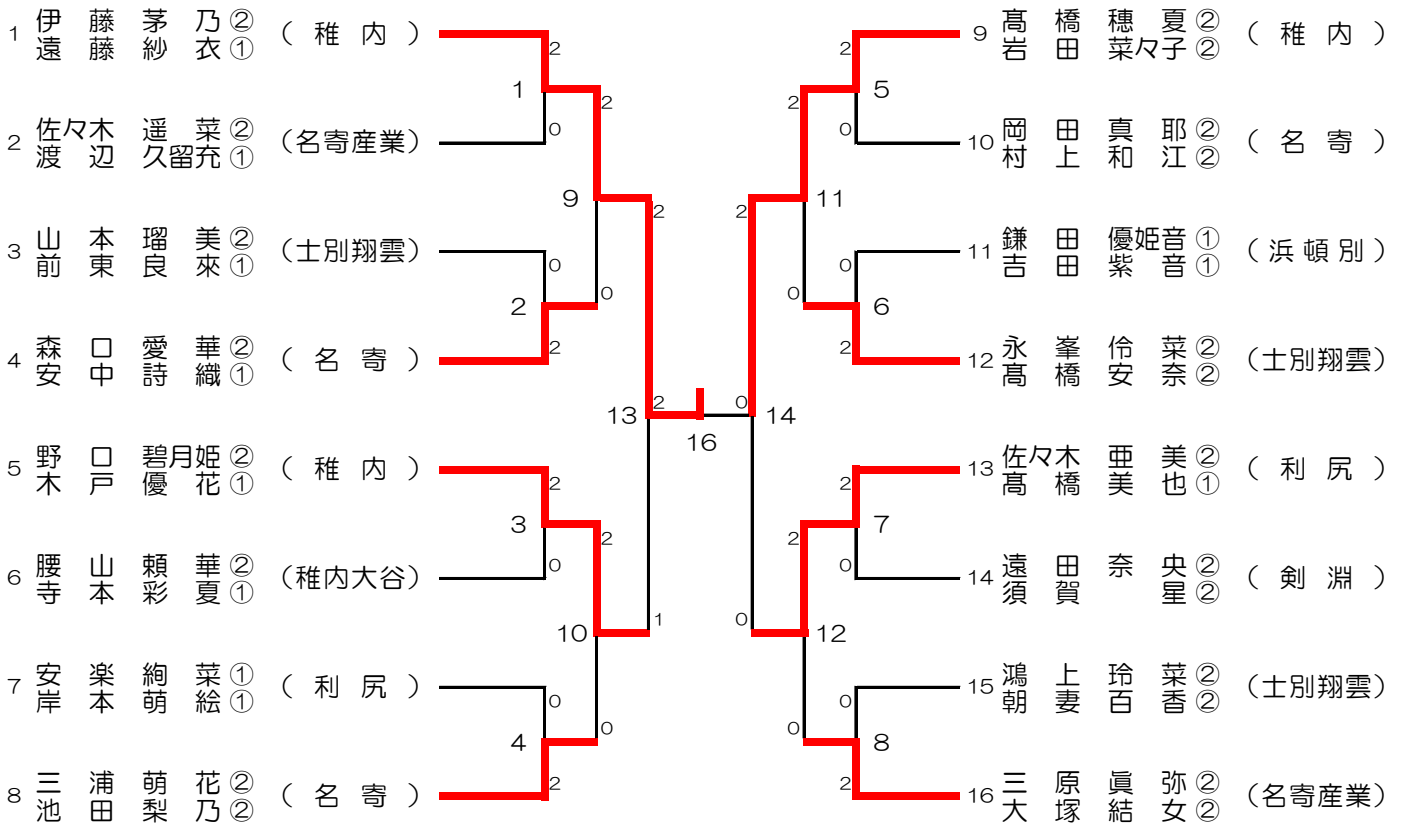 1 伊藤茅乃② (稚内)
遠藤紗衣①
2 佐々木遥菜② (名寄産業)
渡辺久留充①
3 山本瑠美② (士別翔雲)
前東良來①
4 森口愛華② (名寄)
安中詩織①
5 野口碧月姫② (稚内)
木戸優花①
6 腰山頼華② (稚内大谷)
寺本彩夏①
7 安楽絢菜① (利尻)
岸本萌絵①
8 三浦萌花② (名寄)
池田梨乃②
2
1
0
2
9
0
2
0
2
2
2
3
0
2
10
0
1
0
4
2
13
2
16
0
14
2
5
0
2
11
0
2
0
6
2
2
7
0
2
12
0
0
0
8
2
9 髙橋穂夏② (稚内)
岩田菜々子②
10 岡田真耶② (名寄)
村上和江②
11 鎌田優姫音① (浜頓別)
吉田紫音①
12 永峯伶菜② (士別翔雲)
髙橋安奈②
13 佐々木亜美② (利尻)
髙橋美也①
14 遠田奈央② (剣淵)
須賀星②
15 鴻上玲菜② (士別翔雲)
朝妻百香②
16 三原眞弥② (名寄産業)
大塚結女②